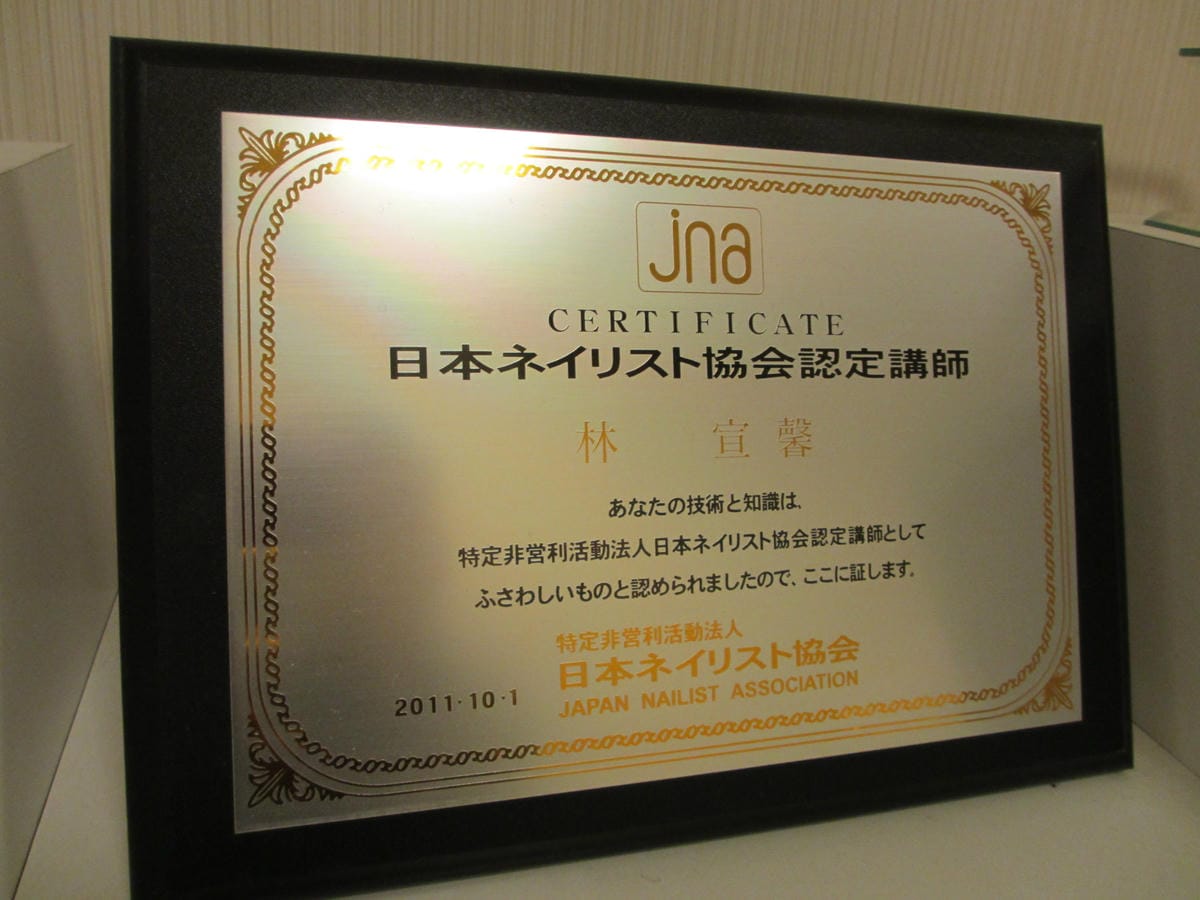 jna
CERTIFICATE
日本ネイリスト協会認定講師
林 宣馨
あなたの技術と知識は、
特定非営利活動法人日本ネイリスト協会認定講師として
ふさわしいものと認められましたので、ここに証します。
特定非営利活動法人
日本ネイリスト協会
2011・10・1
JAPAN NAILIST ASSOCIATION